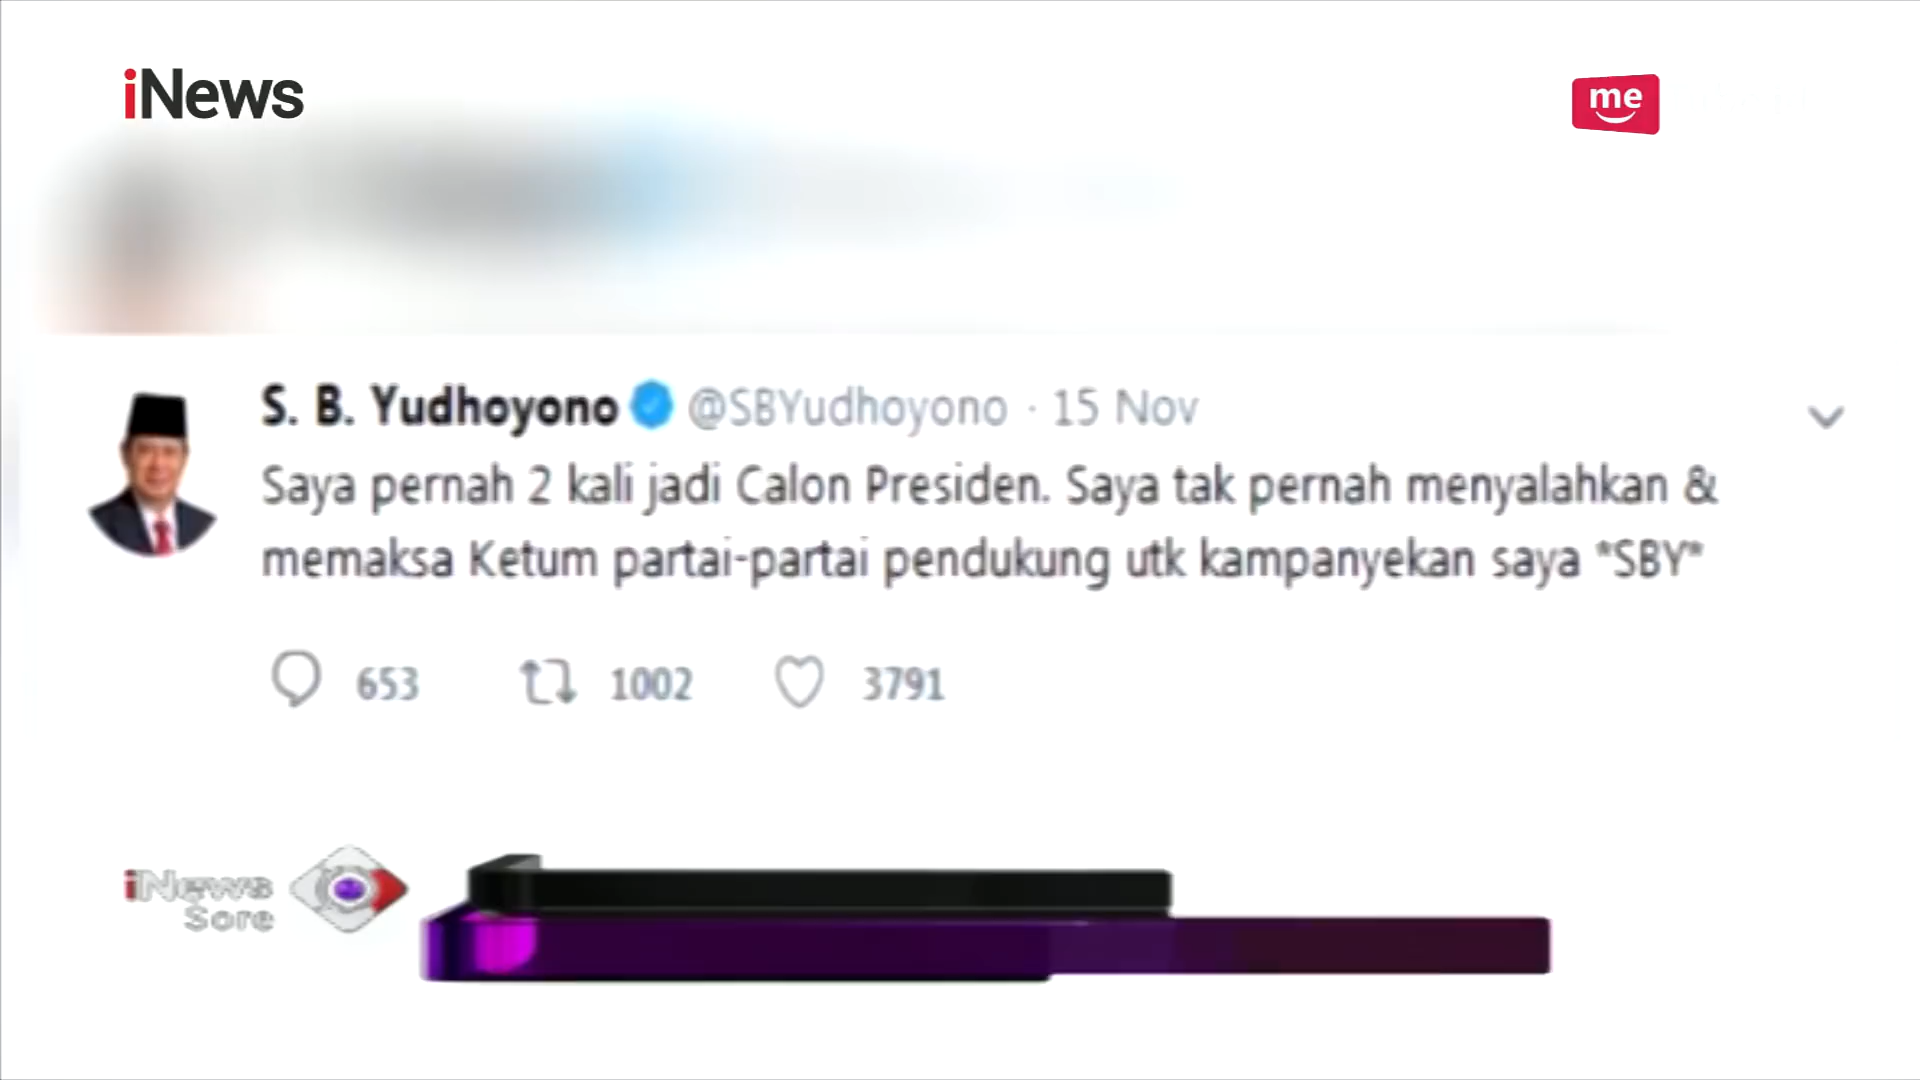 iNews
me
S. B. Yudhoyono @SBYudhoyono · 15 Nov
Saya pernah 2 kali jadi Calon Presiden. Saya tak pernah menyalahkan &
memaksa Ketum partai-partai pendukung utk kampanyekan saya *SBY*
653 1002 3791
iNews
Sore